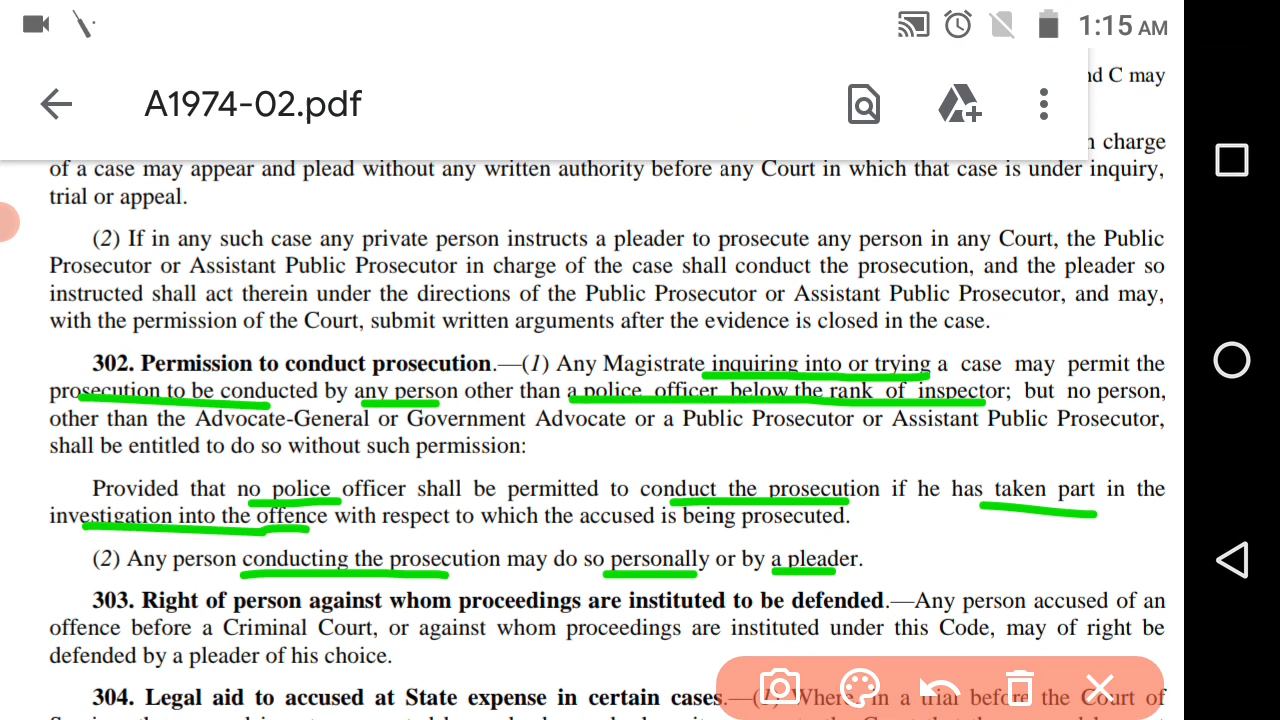 1:15 AM
nd C may
A1974-02.pdf
n charge
of a case may appear and plead without any written authority before any Court in which that case is under inquiry,
trial or appeal.
(2) If in any such case any private person instructs a pleader to prosecute any person in any Court, the Public
Prosecutor or Assistant Public Prosecutor in charge of the case shall conduct the prosecution, and the pleader so
instructed shall act therein under the directions of the Public Prosecutor or Assistant Public Prosecutor, and may,
with the permission of the Court, submit written arguments after the evidence is closed in the case.
302. Permission to conduct prosecution.—(1) Any Magistrate inquiring into or trying a case may permit the
prosecution to be conducted by any person other than a police officer below the rank of inspector; but no person,
other than the Advocate-General or Government Advocate or a Public Prosecutor or Assistant Public Prosecutor,
shall be entitled to do so without such permission:
Provided that no police officer shall be permitted to conduct the prosecution if he has taken part in the
investigation into the offence with respect to which the accused is being prosecuted.
(2) Any person conducting the prosecution may do so personally or by a pleader.
303. Right of person against whom proceedings are instituted to be defended.—Any person accused of an
offence before a Criminal Court, or against whom proceedings are instituted under this Code, may of right be
defended by a pleader of his choice.
304. Legal aid to accused at State expense in certain cases.—(1) Where, in a trial before the Court of